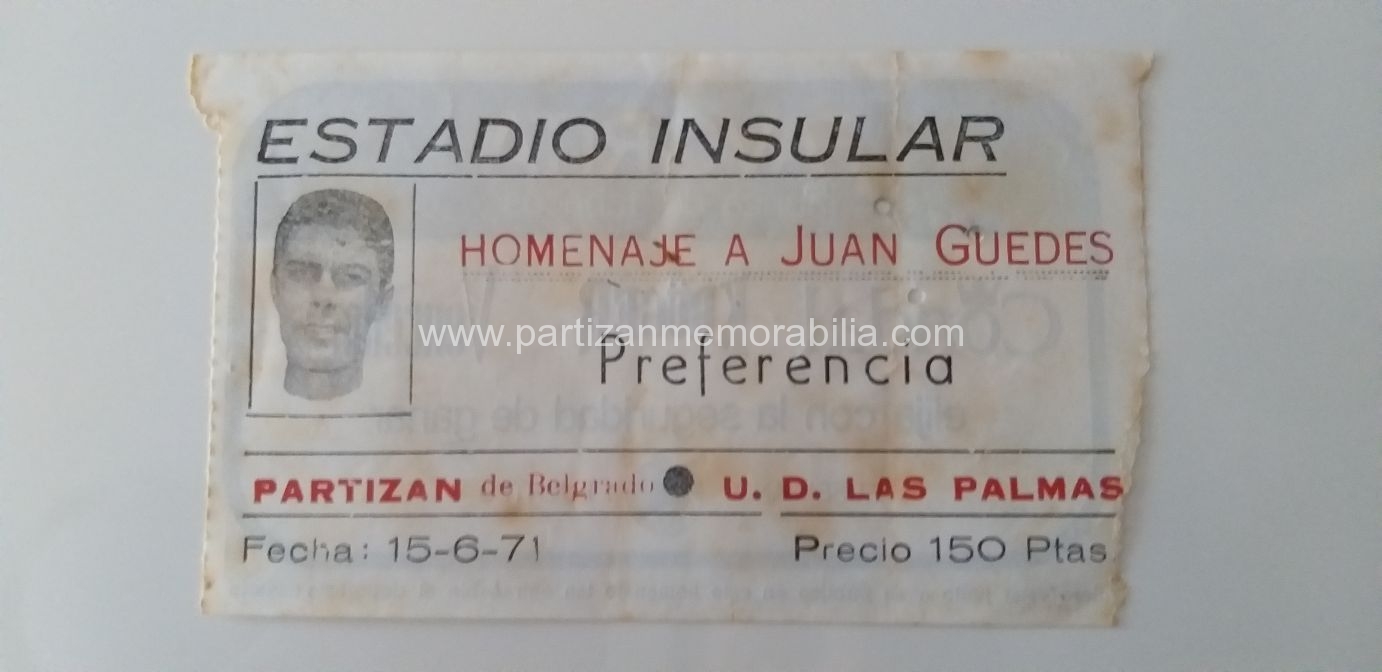 ESTADIO INSULAR
HOMENAJE A JUAN GUEDES
www.partizanmemorabilia.com
Preferencia
PARTIZAN de Belgrado U. D. LAS PALMAS
Fecha: 15-6-71 Precio 150 Ptas.